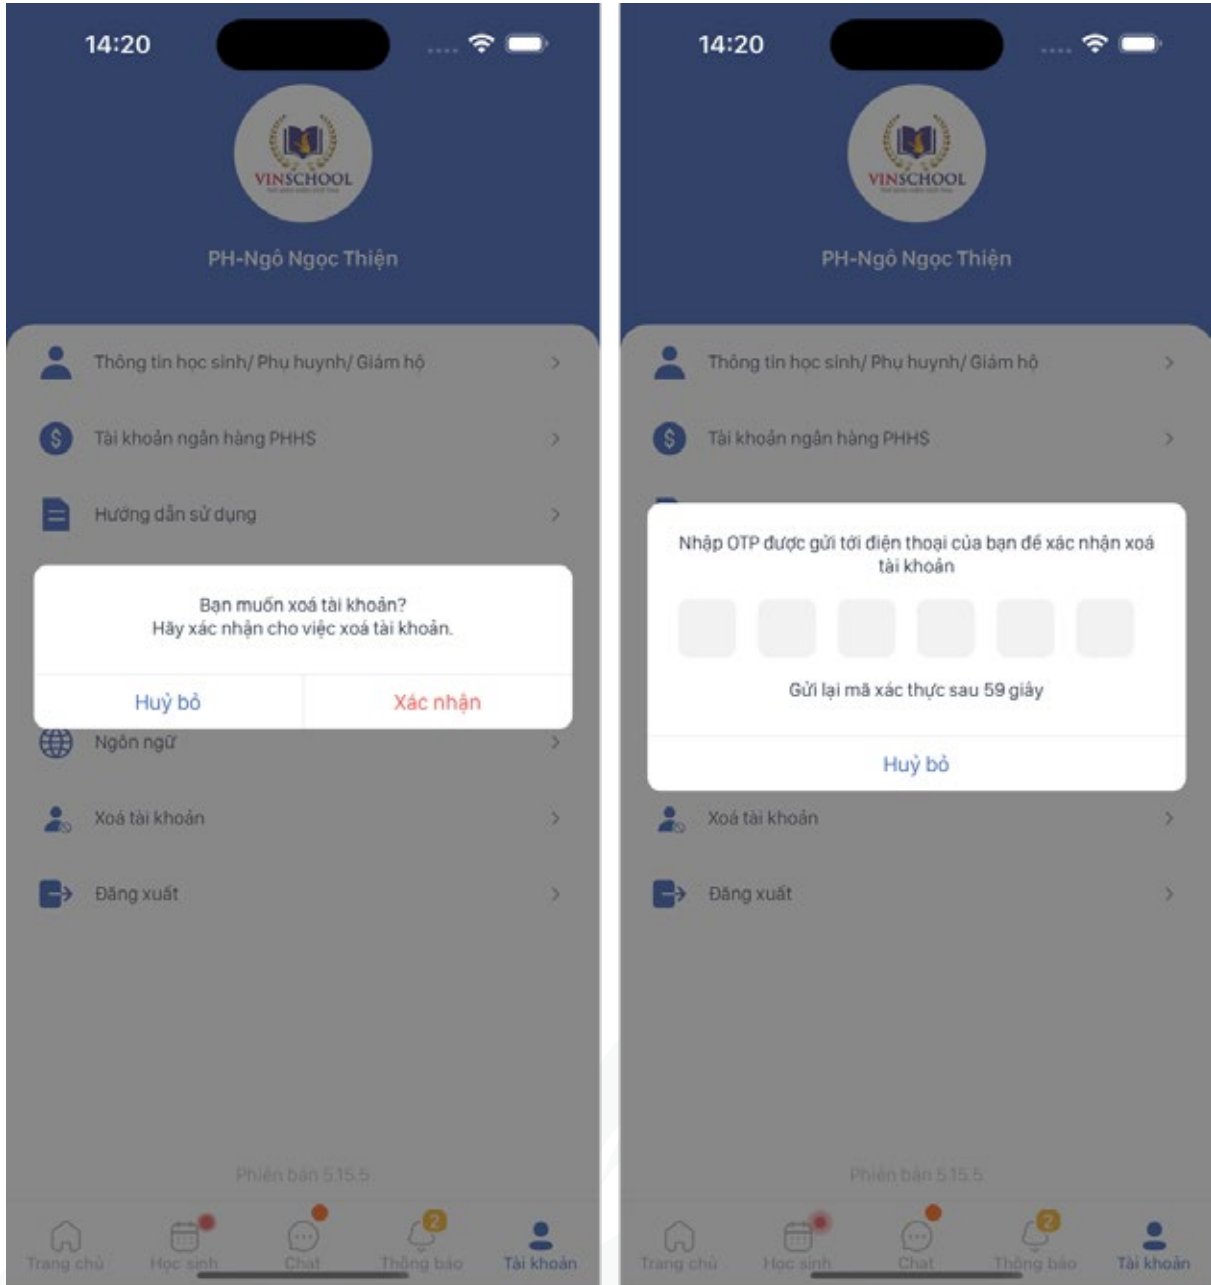 14:20
VINSCHOOL
PH-Ngô Ngọc Thiện
Thông tin học sinh/ Phụ huynh/ Giám hộ
Tài khoản ngân hàng PHHS
Hướng dẫn sử dụng
Bạn muốn xoá tài khoản?
Hãy xác nhận cho việc xoá tài khoản.
Huỷ bỏ
Xác nhận
Ngôn ngữ
Xoá tài khoản
Đăng xuất
Phiên bản 5.15.5
2
Trang chủ
Học sinh
Chat
Thông báo
Tài khoản
14:20
VINSCHOOL
PH-Ngô Ngọc Thiện
Thông tin học sinh/ Phụ huynh/ Giám hộ
Tài khoản ngân hàng PHHS
Nhập OTP được gửi tới điện thoại của bạn để xác nhận xoá
tài khoản
Gửi lại mã xác thực sau 59 giây
Huỷ bỏ
Xoá tài khoản
Đăng xuất
Phiên bản 5.15.5
2
Trang chủ
Học sinh
Chat
Thông báo
Tài khoản